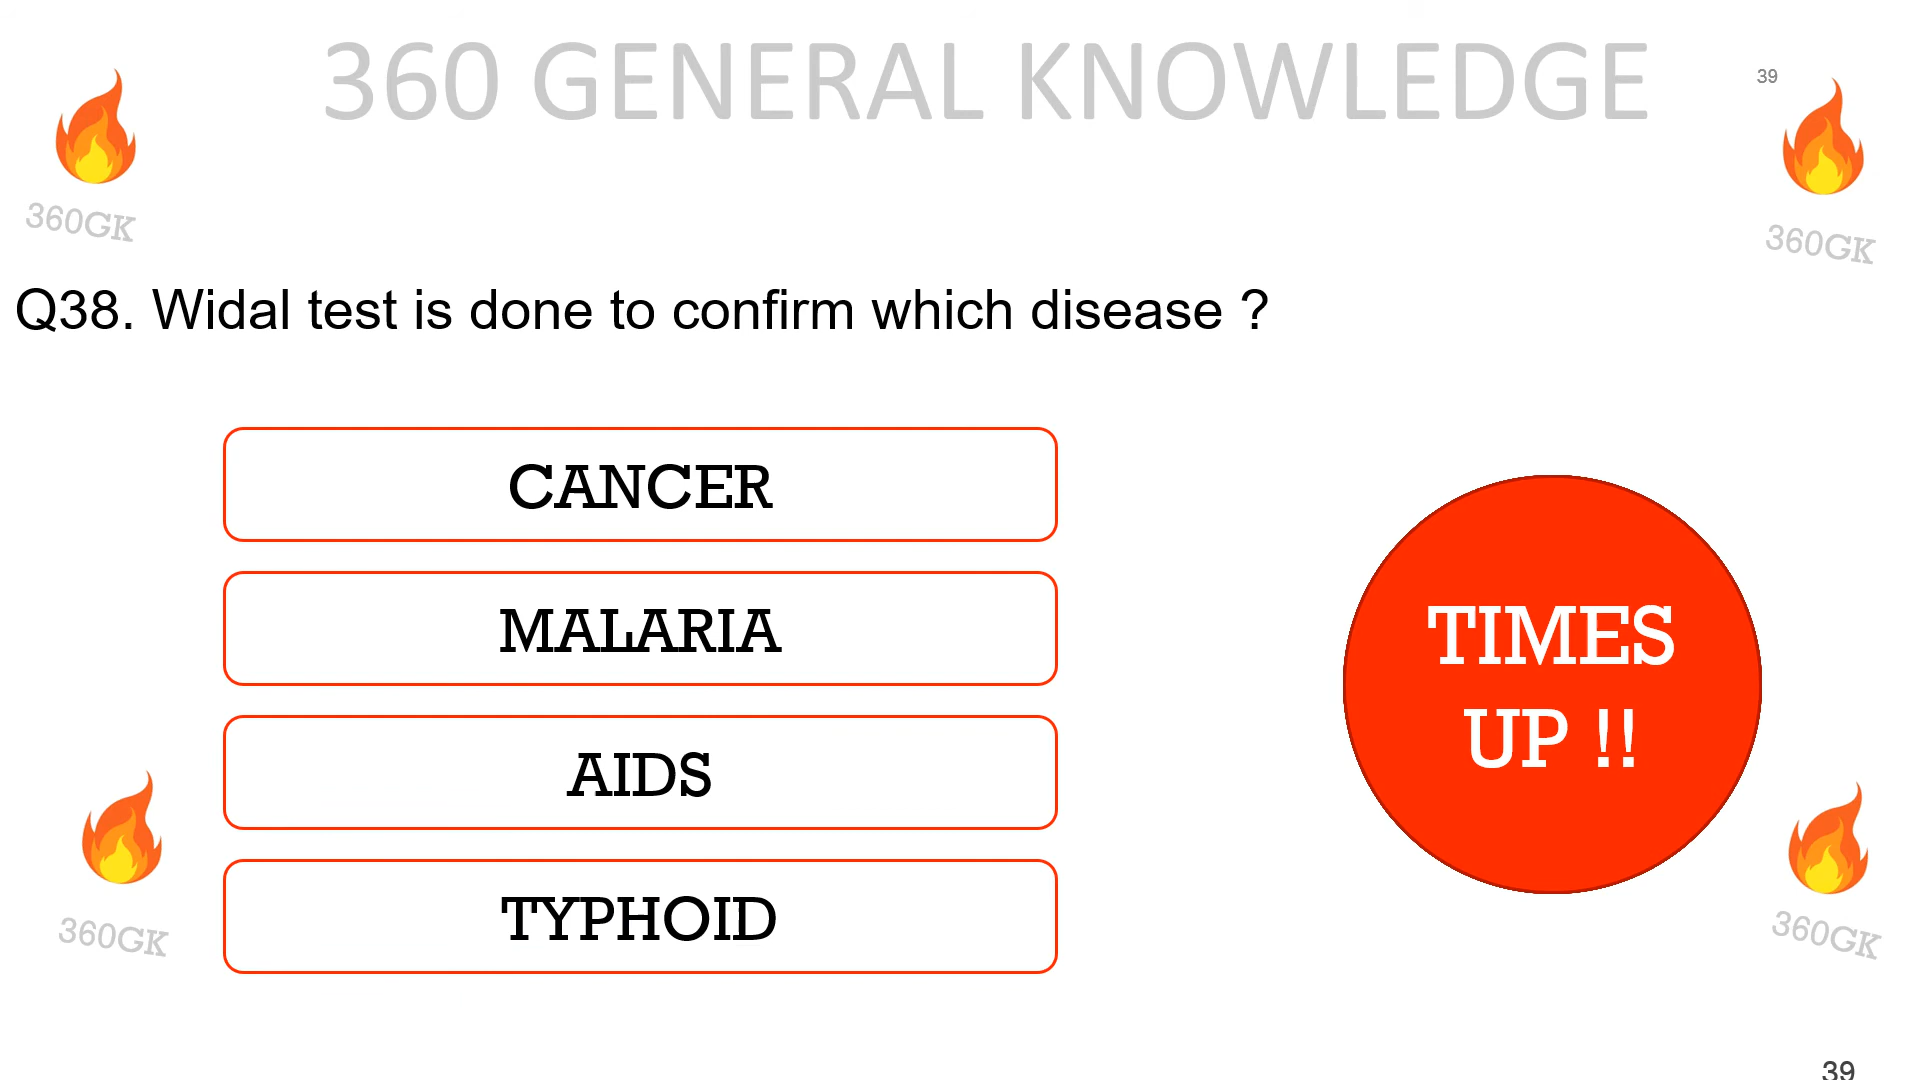 360 GENERAL KNOWLEDGE
39
360GK
360GK
Q38. Widal test is done to confirm which disease ?
CANCER
MALARIA
AIDS
TYPHOID
TIMES
UP !!
360GK
360GK
39